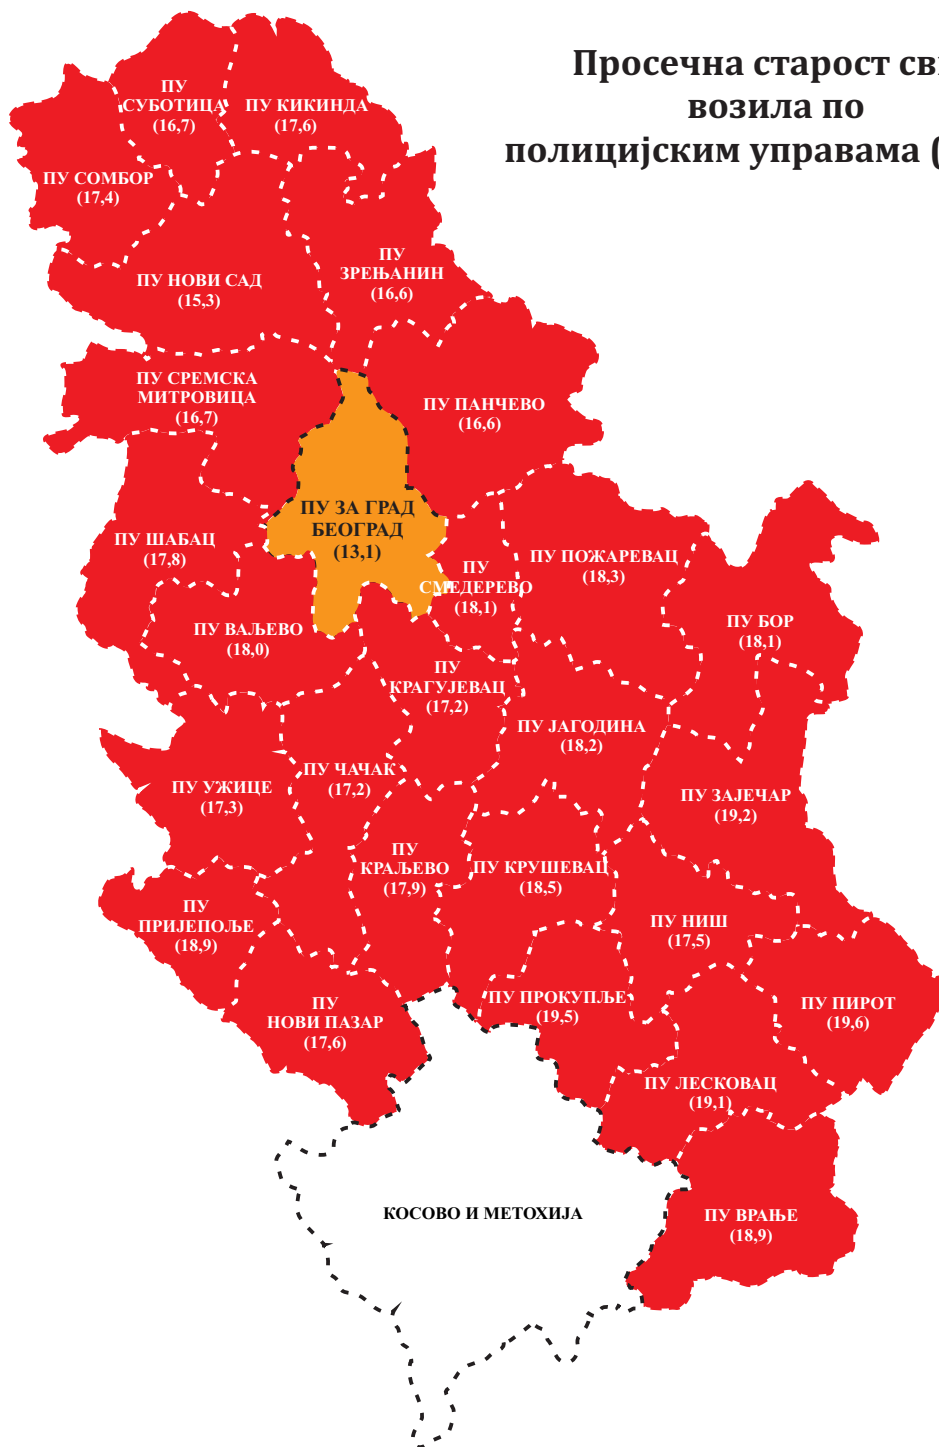 Просечна старост
возила по
полицијским управама (
ПУ
СУБОТИЦА
(16,7)
ПУ КИКИНДА
(17,6)
ПУ СОМБОР
(17,4)
ПУ НОВИ САД
(15,3)
ПУ
ЗРЕЊАНИН
(16,6)
ПУ СРЕМСКА
МИТРОВИЦА
(16,7)
ПУ ПАНЧЕВО
(16,6)
ПУ ЗА ГРАД
БЕОГРАД
(13,1)
ПУ ШАБАЦ
(17,8)
ПУ
СМЕДЕРЕВО
(18,1)
ПУ ПОЖАРЕВАЦ
(18,3)
ПУ ВАЉЕВО
(18,0)
ПУ БОР
(18,1)
ПУ
КРАГУЈЕВАЦ
(17,2)
ПУ ЈАГОДИНА
(18,2)
ПУ ЧАЧАК
(17,2)
ПУ УЖИЦЕ
(17,3)
ПУ ЗАЈЕЧАР
(19,2)
ПУ
КРАЉЕВО
(17,9)
ПУ КРУШЕВАЦ
(18,5)
ПУ
ПРИЈЕПОЉЕ
(18,9)
ПУ НИШ
(17,5)
ПУ
НОВИ ПАЗАР
(17,6)
ПУ ПРОКУПЉЕ
(19,5)
ПУ ПИРОТ
(19,6)
ПУ ЛЕСКОВАЦ
(19,1)
КОСОВО И МЕТОХИЈА
ПУ ВРАЊЕ
(18,9)